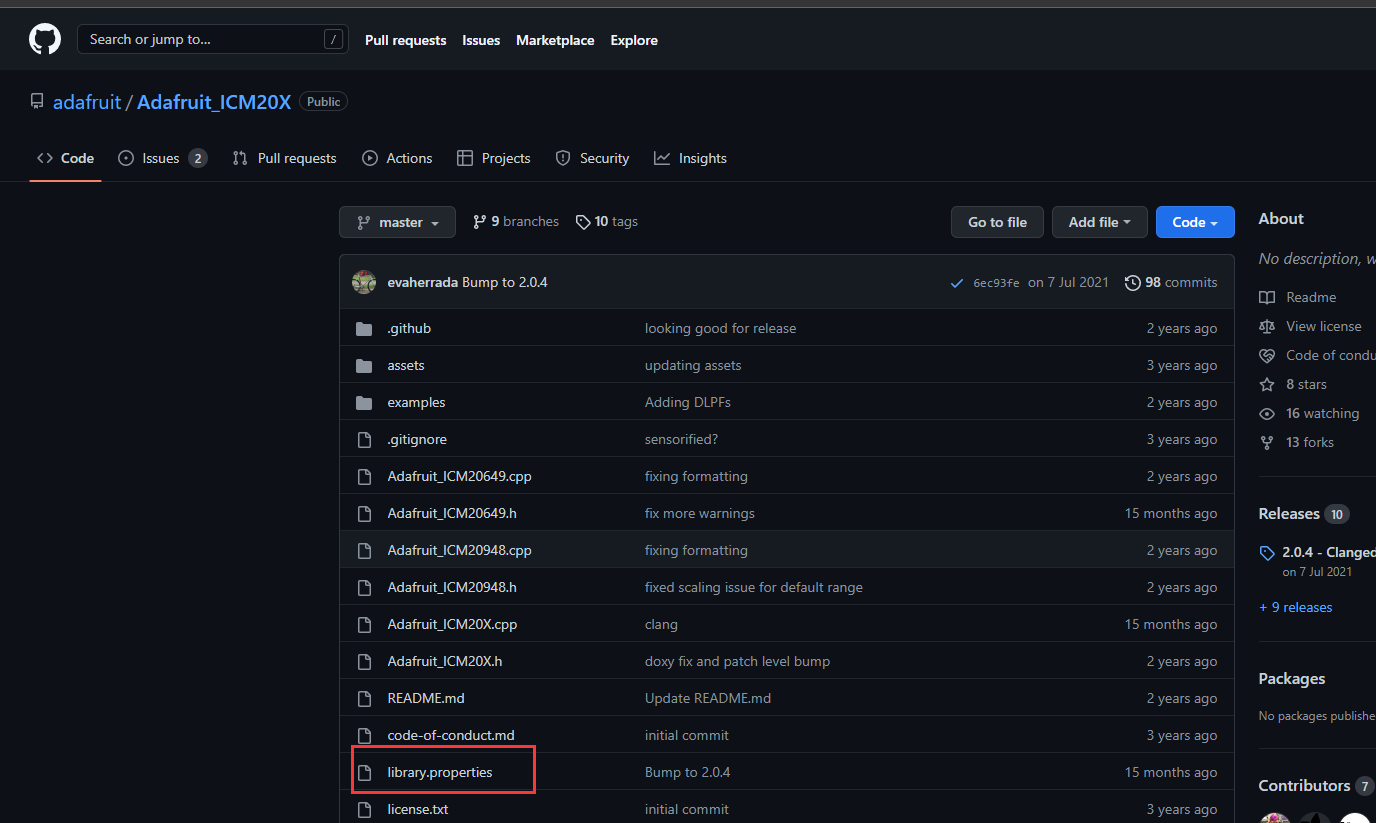 Search or jump to... /
Pull requests Issues Marketplace Explore
adafruit / Adafruit_ICM20X Public
Code Issues 2 Pull requests Actions Projects Security Insights
master 9 branches 10 tags Go to file Add file Code
evaherrada Bump to 2.0.4 6ec93fe on 7 Jul 2021 98 commits
.github looking good for release 2 years ago
assets updating assets 3 years ago
examples Adding DLPFs 2 years ago
.gitignore sensorified? 3 years ago
Adafruit_ICM20649.cpp fixing formatting 2 years ago
Adafruit_ICM20649.h fix more warnings 15 months ago
Adafruit_ICM20948.cpp fixing formatting 2 years ago
Adafruit_ICM20948.h fixed scaling issue for default range 2 years ago
Adafruit_ICM20X.cpp clang 15 months ago
Adafruit_ICM20X.h doxy fix and patch level bump 2 years ago
README.md Update README.md 2 years ago
code-of-conduct.md initial commit 3 years ago
library.properties Bump to 2.0.4 15 months ago
license.txt initial commit 3 years ago
About
No description, w
Readme
View license
Code of condu
8 stars
16 watching
13 forks
Releases 10
2.0.4 - Clanged
on 7 Jul 2021
+ 9 releases
Packages
No packages publishe
Contributors 7